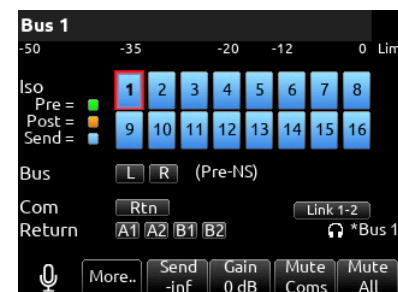 Bus 1
-50 -35 -20 -12 0 Lim
Iso 1 2 3 4 5 6 7 8
Pre =
Post = 9 10 11 12 13 14 15 16
Send =
Bus L R (Pre-NS)
Com Rtn Link 1-2
Return A1 A2 B1 B2 *Bus 1
More.. Send -inf Gain 0 dB Mute Coms Mute All